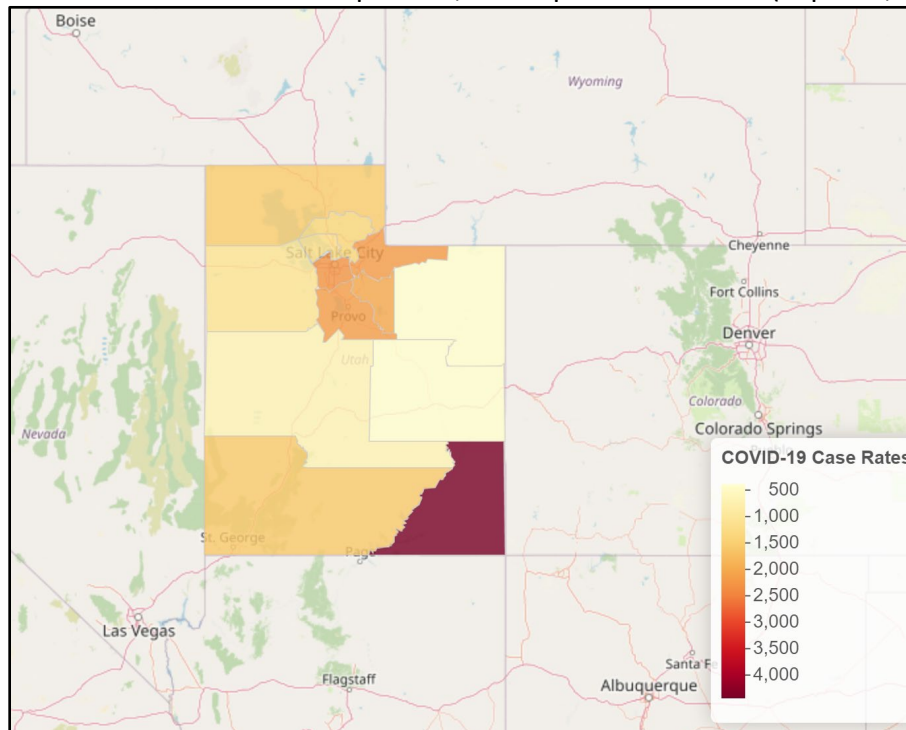 Boise
Wyoming
Cheyenne
Salt Lake City
Fort Collins
Provo
Denver
Utah
Colorado
Nevada
Colorado Springs
COVID-19 Case Rates
500
1,000
1,500
2,000
2,500
3,000
3,500
4,000
St. George
Las Vegas
Santa Fe
Flagstaff
Albuquerque